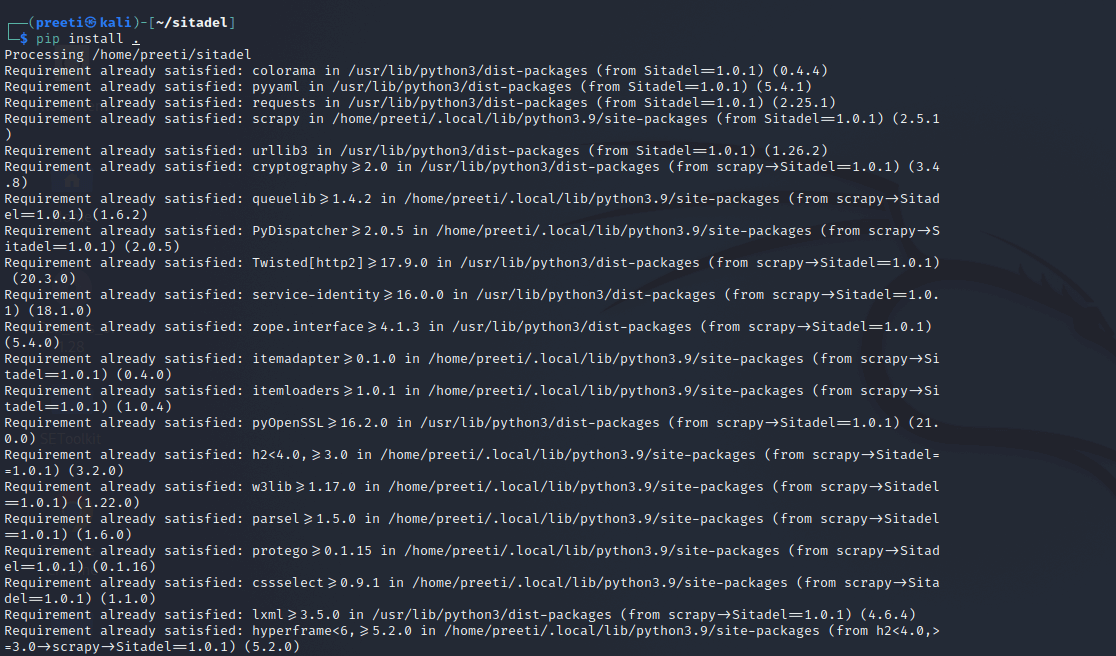 ┌──(preeti㉿kali)-[~/sitadel]
└─$ pip install .
Processing /home/preeti/sitadel
Requirement already satisfied: colorama in /usr/lib/python3/dist-packages (from Sitadel==1.0.1) (0.4.4)
Requirement already satisfied: pyyaml in /usr/lib/python3/dist-packages (from Sitadel==1.0.1) (5.4.1)
Requirement already satisfied: requests in /usr/lib/python3/dist-packages (from Sitadel==1.0.1) (2.25.1)
Requirement already satisfied: scrapy in /home/preeti/.local/lib/python3.9/site-packages (from Sitadel==1.0.1) (2.5.1
)
Requirement already satisfied: urllib3 in /usr/lib/python3/dist-packages (from Sitadel==1.0.1) (1.26.2)
Requirement already satisfied: cryptography>=2.0 in /usr/lib/python3/dist-packages (from scrapy->Sitadel==1.0.1) (3.4
.8)
Requirement already satisfied: queuelib>=1.4.2 in /home/preeti/.local/lib/python3.9/site-packages (from scrapy->Sitad
el==1.0.1) (1.6.2)
Requirement already satisfied: PyDispatcher>=2.0.5 in /home/preeti/.local/lib/python3.9/site-packages (from scrapy->S
itadel==1.0.1) (2.0.5)
Requirement already satisfied: Twisted[http2]>=17.9.0 in /usr/lib/python3/dist-packages (from scrapy->Sitadel==1.0.1)
 (20.3.0)
Requirement already satisfied: service-identity>=16.0.0 in /usr/lib/python3/dist-packages (from scrapy->Sitadel==1.0.
1) (18.1.0)
Requirement already satisfied: zope.interface>=4.1.3 in /usr/lib/python3/dist-packages (from scrapy->Sitadel==1.0.1)
(5.4.0)
Requirement already satisfied: itemadapter>=0.1.0 in /home/preeti/.local/lib/python3.9/site-packages (from scrapy->Si
tadel==1.0.1) (0.4.0)
Requirement already satisfied: itemloaders>=1.0.1 in /home/preeti/.local/lib/python3.9/site-packages (from scrapy->Si
tadel==1.0.1) (1.0.4)
Requirement already satisfied: pyOpenSSL>=16.2.0 in /usr/lib/python3/dist-packages (from scrapy->Sitadel==1.0.1) (21.
0.0)
Requirement already satisfied: h2<4.0,>=3.0 in /home/preeti/.local/lib/python3.9/site-packages (from scrapy->Sitadel=
=1.0.1) (3.2.0)
Requirement already satisfied: w3lib>=1.17.0 in /home/preeti/.local/lib/python3.9/site-packages (from scrapy->Sitadel
==1.0.1) (1.22.0)
Requirement already satisfied: parsel>=1.5.0 in /home/preeti/.local/lib/python3.9/site-packages (from scrapy->Sitadel
==1.0.1) (1.6.0)
Requirement already satisfied: protego>=0.1.15 in /home/preeti/.local/lib/python3.9/site-packages (from scrapy->Sitad
el==1.0.1) (0.1.16)
Requirement already satisfied: cssselect>=0.9.1 in /home/preeti/.local/lib/python3.9/site-packages (from scrapy->Sita
del==1.0.1) (1.1.0)
Requirement already satisfied: lxml>=3.5.0 in /usr/lib/python3/dist-packages (from scrapy->Sitadel==1.0.1) (4.6.4)
Requirement already satisfied: hyperframe<6,>=5.2.0 in /home/preeti/.local/lib/python3.9/site-packages (from h2<4.0,>
=3.0->scrapy->Sitadel==1.0.1) (5.2.0)